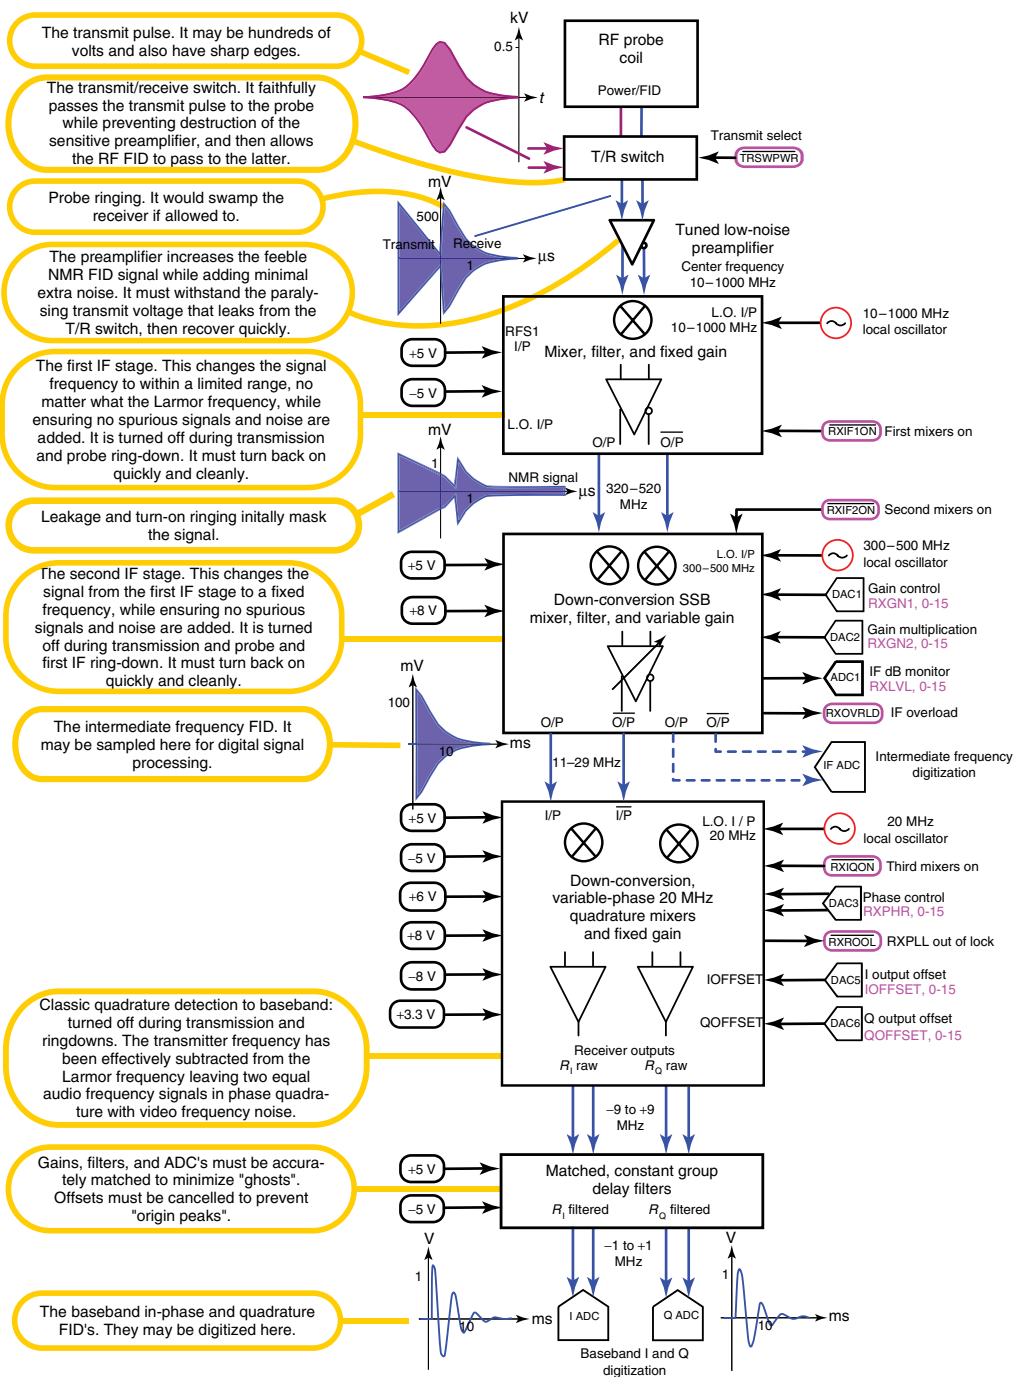 The transmit pulse. It may be hundreds of
volts and also have sharp edges.
kV
0.5
t
RF probe
coil
Power/FID
The transmit/receive switch. It faithfully
passes the transmit pulse to the probe
while preventing destruction of the
sensitive preamplifier, and then allows
the RF FID to pass to the latter.
T/R switch
Transmit select
TRSWPWR
Probe ringing. It would swamp the
receiver if allowed to.
mV
500
Transmit
Receive
1
μs
Tuned low-noise
preamplifier
Center frequency
10–1000 MHz
The preamplifier increases the feeble
NMR FID signal while adding minimal
extra noise. It must withstand the paraly-
sing transmit voltage that leaks from the
T/R switch, then recover quickly.
RFS1
I/P
L.O. I/P
10–1000 MHz
10–1000 MHz
local oscillator
Mixer, filter, and fixed gain
+5 V
–5 V
L.O. I/P
O/P
O/P
RXIF1ON
First mixers on
The first IF stage. This changes the signal
frequency to within a limited range, no
matter what the Larmor frequency, while
ensuring no spurious signals and noise are
added. It is turned off during transmission
and probe ring-down. It must turn back on
quickly and cleanly.
mV
1
NMR signal
1
μs
320–520
MHz
Leakage and turn-on ringing initally mask
the signal.
RXIF2ON
Second mixers on
L.O. I/P
300–500 MHz
300–500 MHz
local oscillator
+5 V
+8 V
Down-conversion SSB
mixer, filter, and variable gain
DAC1
Gain control
RXGN1, 0-15
DAC2
Gain multiplication
RXGN2, 0-15
ADC1
IF dB monitor
RXLVL, 0-15
RXOVRLD
IF overload
O/P
O/P
O/P
O/P
The second IF stage. This changes the
signal from the first IF stage to a fixed
frequency, while ensuring no spurious
signals and noise are added. It is turned
off during transmission and probe and
first IF ring-down. It must turn back on
quickly and cleanly.
mV
100
10
ms
The intermediate frequency FID. It
may be sampled here for digital signal
processing.
11–29 MHz
IF ADC
Intermediate frequency
digitization
I/P
I/P
L.O. I / P
20 MHz
20 MHz
local oscillator
+5 V
–5 V
+6 V
+8 V
–8 V
+3.3 V
Down-conversion,
variable-phase 20 MHz
quadrature mixers
and fixed gain
RXIQON
Third mixers on
DAC3
Phase control
RXPHR, 0-15
RXROOL
RXPLL out of lock
IOFFSET
DAC5
I output offset
IOFFSET, 0-15
QOFFSET
DAC6
Q output offset
QOFFSET, 0-15
Receiver outputs
RI raw
RQ raw
Classic quadrature detection to baseband:
turned off during transmission and
ringdowns. The transmitter frequency has
been effectively subtracted from the
Larmor frequency leaving two equal
audio frequency signals in phase quadra-
ture with video frequency noise.
–9 to +9
MHz
Gains, filters, and ADC's must be accura-
tely matched to minimize "ghosts".
Offsets must be cancelled to prevent
"origin peaks".
+5 V
–5 V
Matched, constant group
delay filters
RI filtered
RQ filtered
–1 to +1
MHz
V
1
10
ms
The baseband in-phase and quadrature
FID's. They may be digitized here.
I ADC
Q ADC
Baseband I and Q
digitization
V
1
10
ms